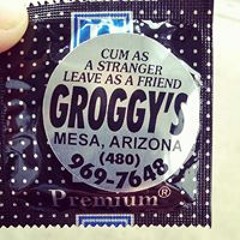 CUM AS
A STRANGER
LEAVE AS A FRIEND
GROGGY'S
MESA, ARIZONA
(480)
969-7648
Premium®